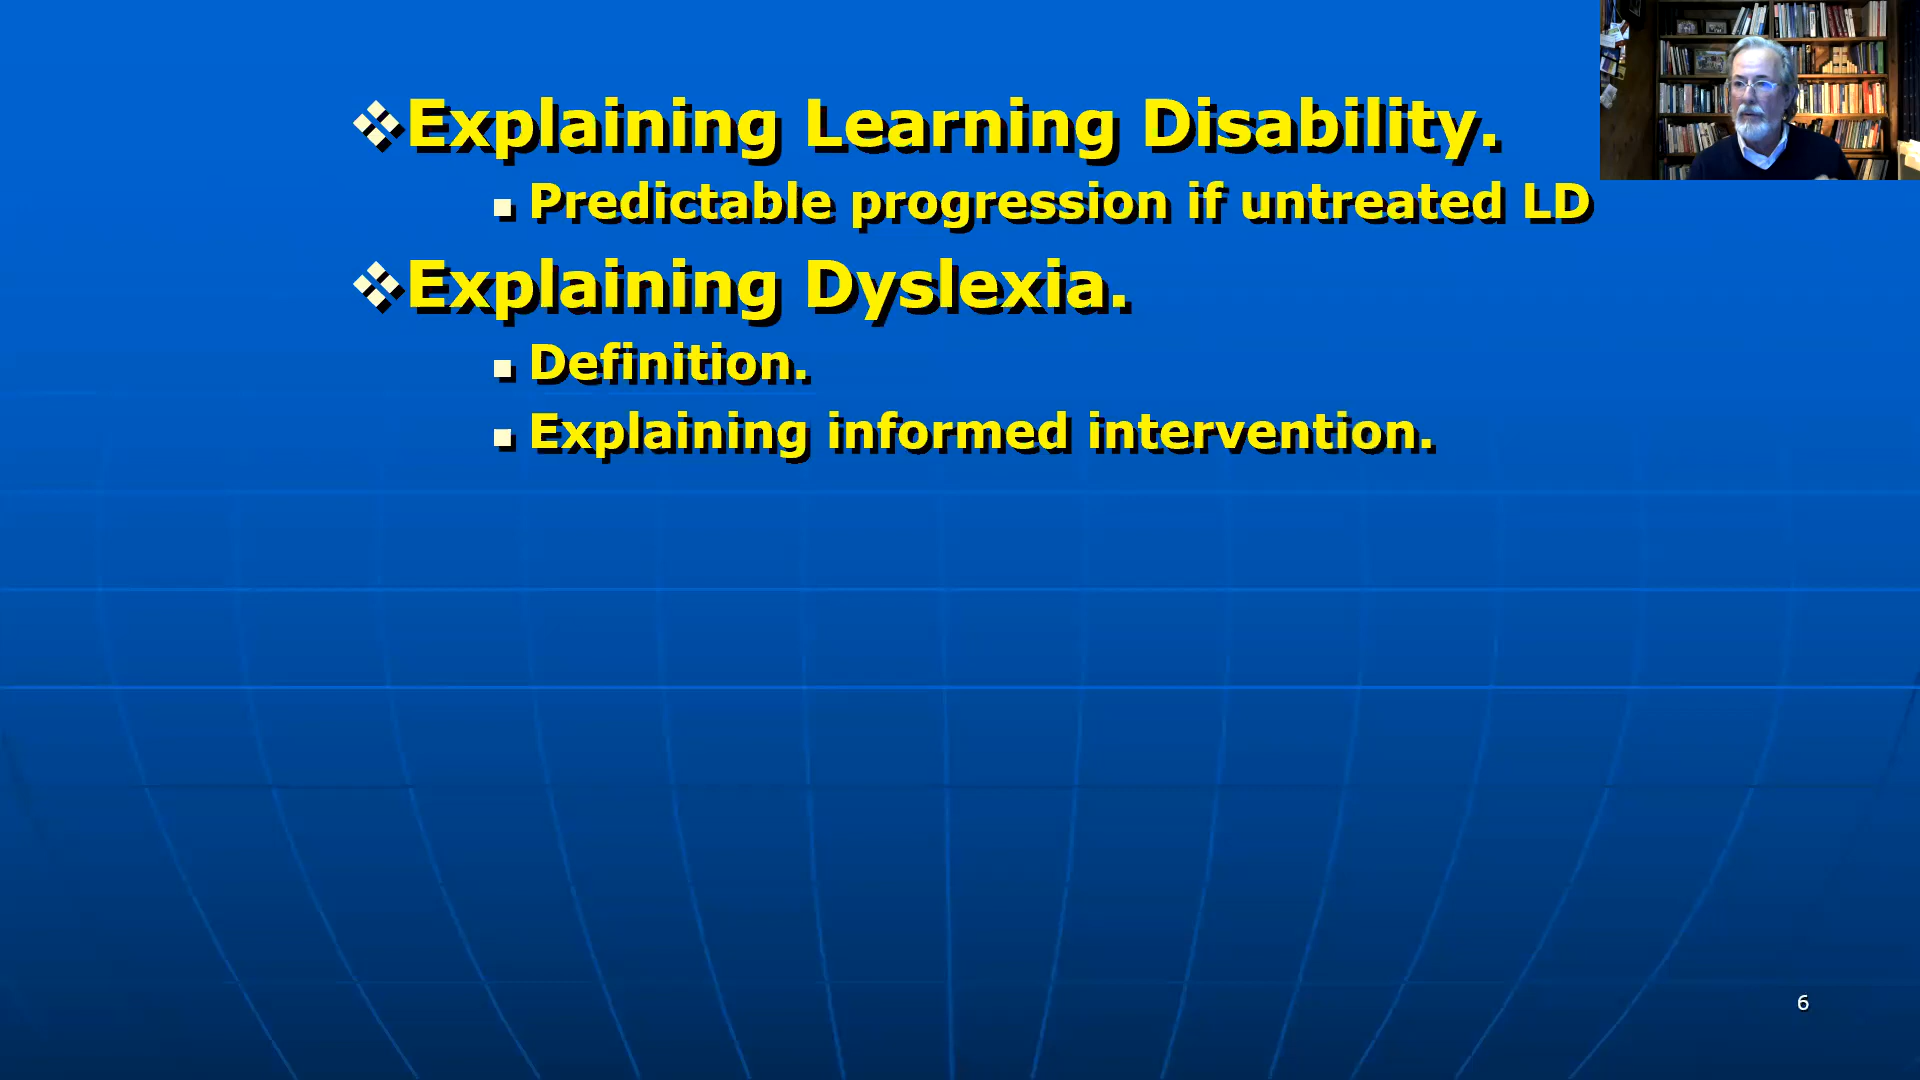 Explaining Learning Disability.
Predictable progression if untreated LD
Explaining Dyslexia.
Definition.
Explaining informed intervention.
6